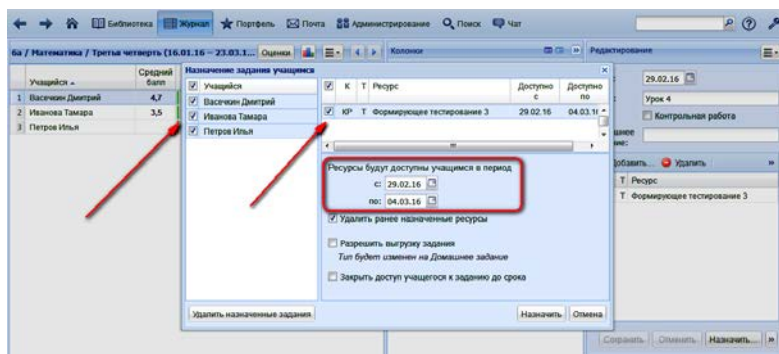 Библиотека Журнал Портфель Почта Администрирование Поиск Чат
6а / Математика / Третья четверть (16.01.16 – 23.03.1... Оценки Колонки Редактирование
Учащийся Средний балл
1 Васечкин Дмитрий 4,7
2 Иванова Тамара 3,5
3 Петров Илья
Назначение задания учащимся
Учащийся
Васечкин Дмитрий
Иванова Тамара
Петров Илья
К Т Ресурс Доступно с Доступно по
КР Т Формирующее тестирование 3 29.02.16 04.03.1
Ресурсы будут доступны учащимся в период
с: 29.02.16
по: 04.03.16
Удалить ранее назначенные ресурсы
Разрешить выгрузку задания
Тип будет изменен на Домашнее задание
Закрыть доступ учащегося к заданию до срока
Удалить назначенные задания Назначить Отмена
29.02.16
Урок 4
Контрольная работа
Удалить
Т Ресурс
Т Формирующее тестирование 3
Сохранить Отменить Назначить...